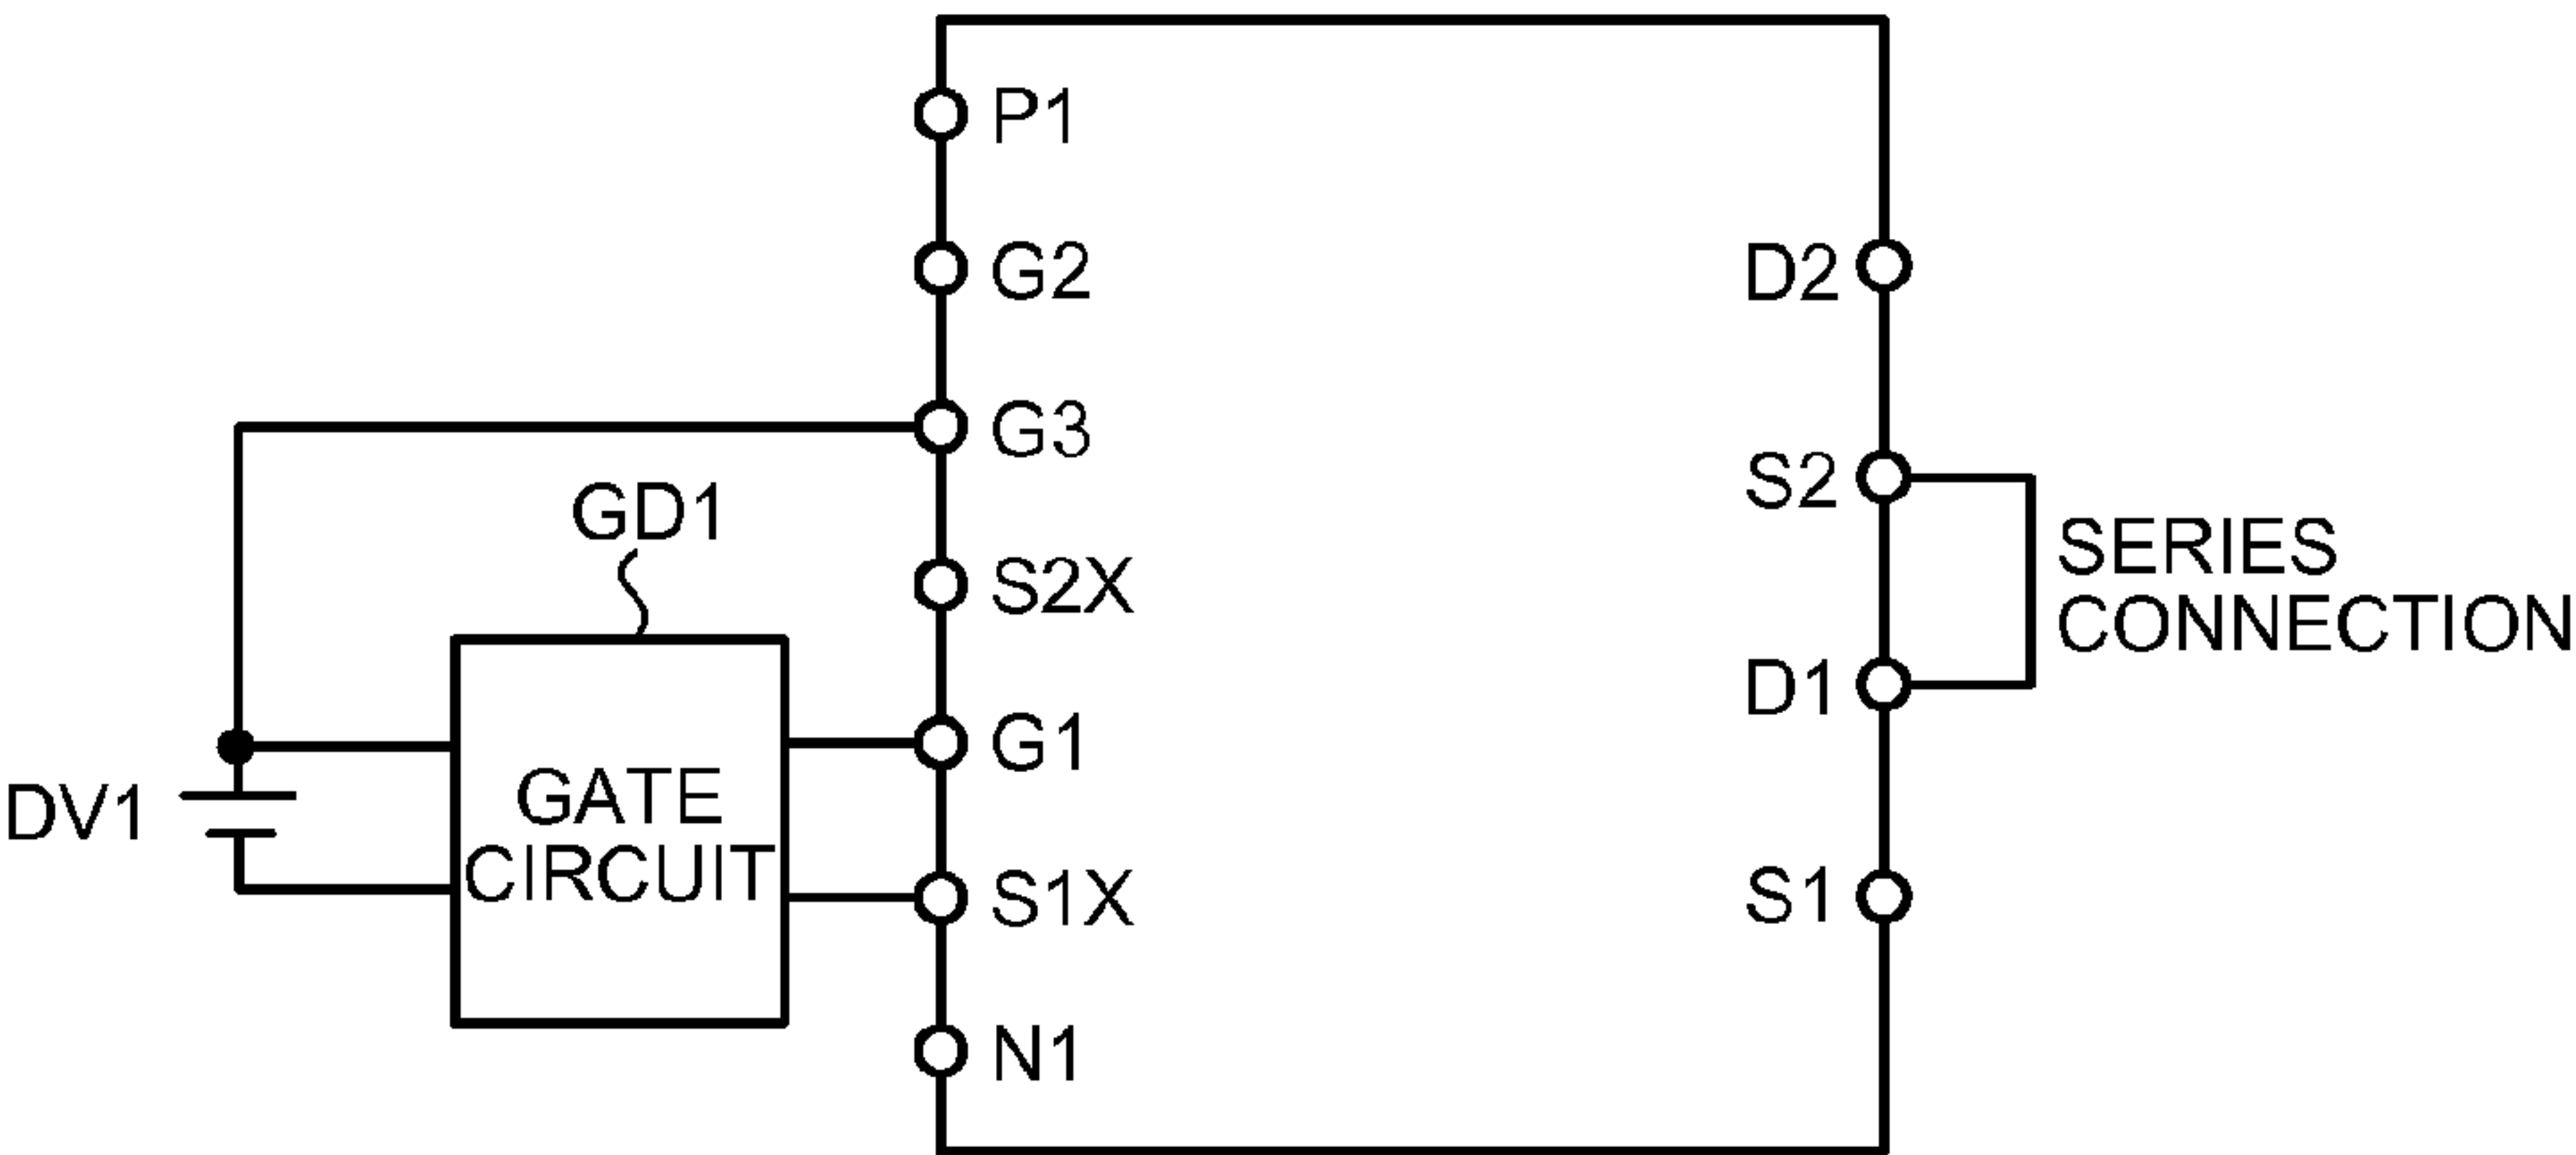 P1
G2
G3
GD1
S2X
G1
S1X
N1
DV1
GATE
CIRCUIT
D2
S2
D1
S1
SERIES
CONNECTION